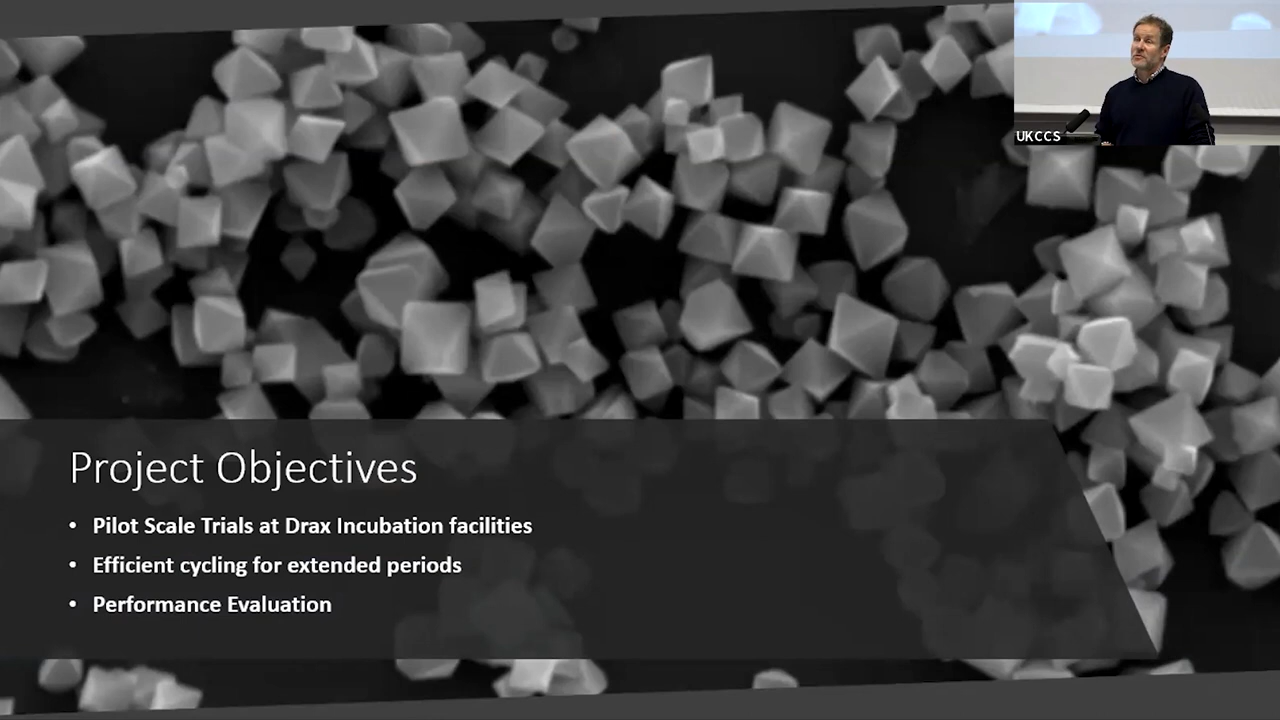 UKCCS
Project Objectives
• Pilot Scale Trials at Drax Incubation facilities
• Efficient cycling for extended periods
• Performance Evaluation